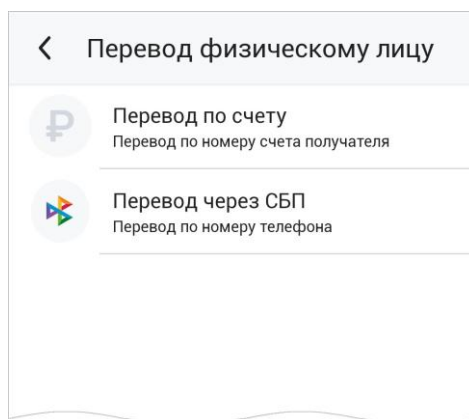 Перевод физическому лицу
Перевод по счету
Перевод по номеру счета получателя
Перевод через СБП
Перевод по номеру телефона